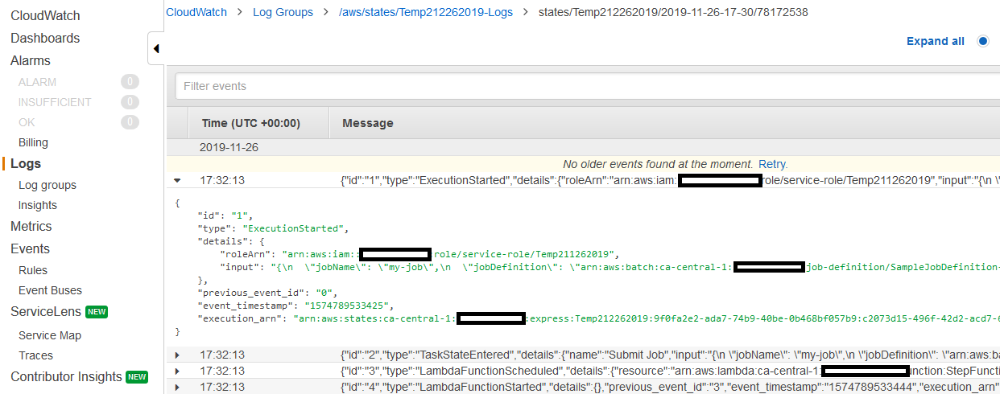 CloudWatch
Dashboards
Alarms
ALARM 0
INSUFFICIENT 0
OK 0
Billing
Logs
Log groups
Insights
Metrics
Events
Rules
Event Buses
ServiceLens NEW
Service Map
Traces
Contributor Insights NEW
CloudWatch > Log Groups > /aws/states/Temp212262019-Logs > states/Temp212262019/2019-11-26-17-30/78172538
Expand all
Filter events
Time (UTC +00:00) Message
2019-11-26
No older events found at the moment. Retry.
17:32:13 {"id":"1","type":"ExecutionStarted","details":{"roleArn":"arn:aws:iam: role/service-role/Temp211262019","input":"{\n \"
{
"id": "1",
"type": "ExecutionStarted",
"details": {
"roleArn": "arn:aws:iam:: role/service-role/Temp211262019",
"input": "{\n  \"jobName\": \"my-job\",\n  \"jobDefinition\": \"arn:aws:batch:ca-central-1: job-definition/SampleJobDefinition-
},
"previous_event_id": "0",
"event_timestamp": "1574789533425",
"execution_arn": "arn:aws:states:ca-central-1: :express:Temp212262019:9f0fa2e2-ada7-74b9-40be-0b468bf057b9:c2073d15-496f-42d2-acd7-6
}
17:32:13 {"id":"2","type":"TaskStateEntered","details":{"name":"Submit Job","input":"{\n \"jobName\": \"my-job\",\n \"jobDefinition\": \"arn:aws:ba
17:32:13 {"id":"3","type":"LambdaFunctionScheduled","details":{"resource":"arn:aws:lambda:ca-central-1: unction:StepFuncti
17:32:13 {"id":"4","type":"LambdaFunctionStarted","details":{},"previous_event_id":"3","event_timestamp":"1574789533444","execution_arn"